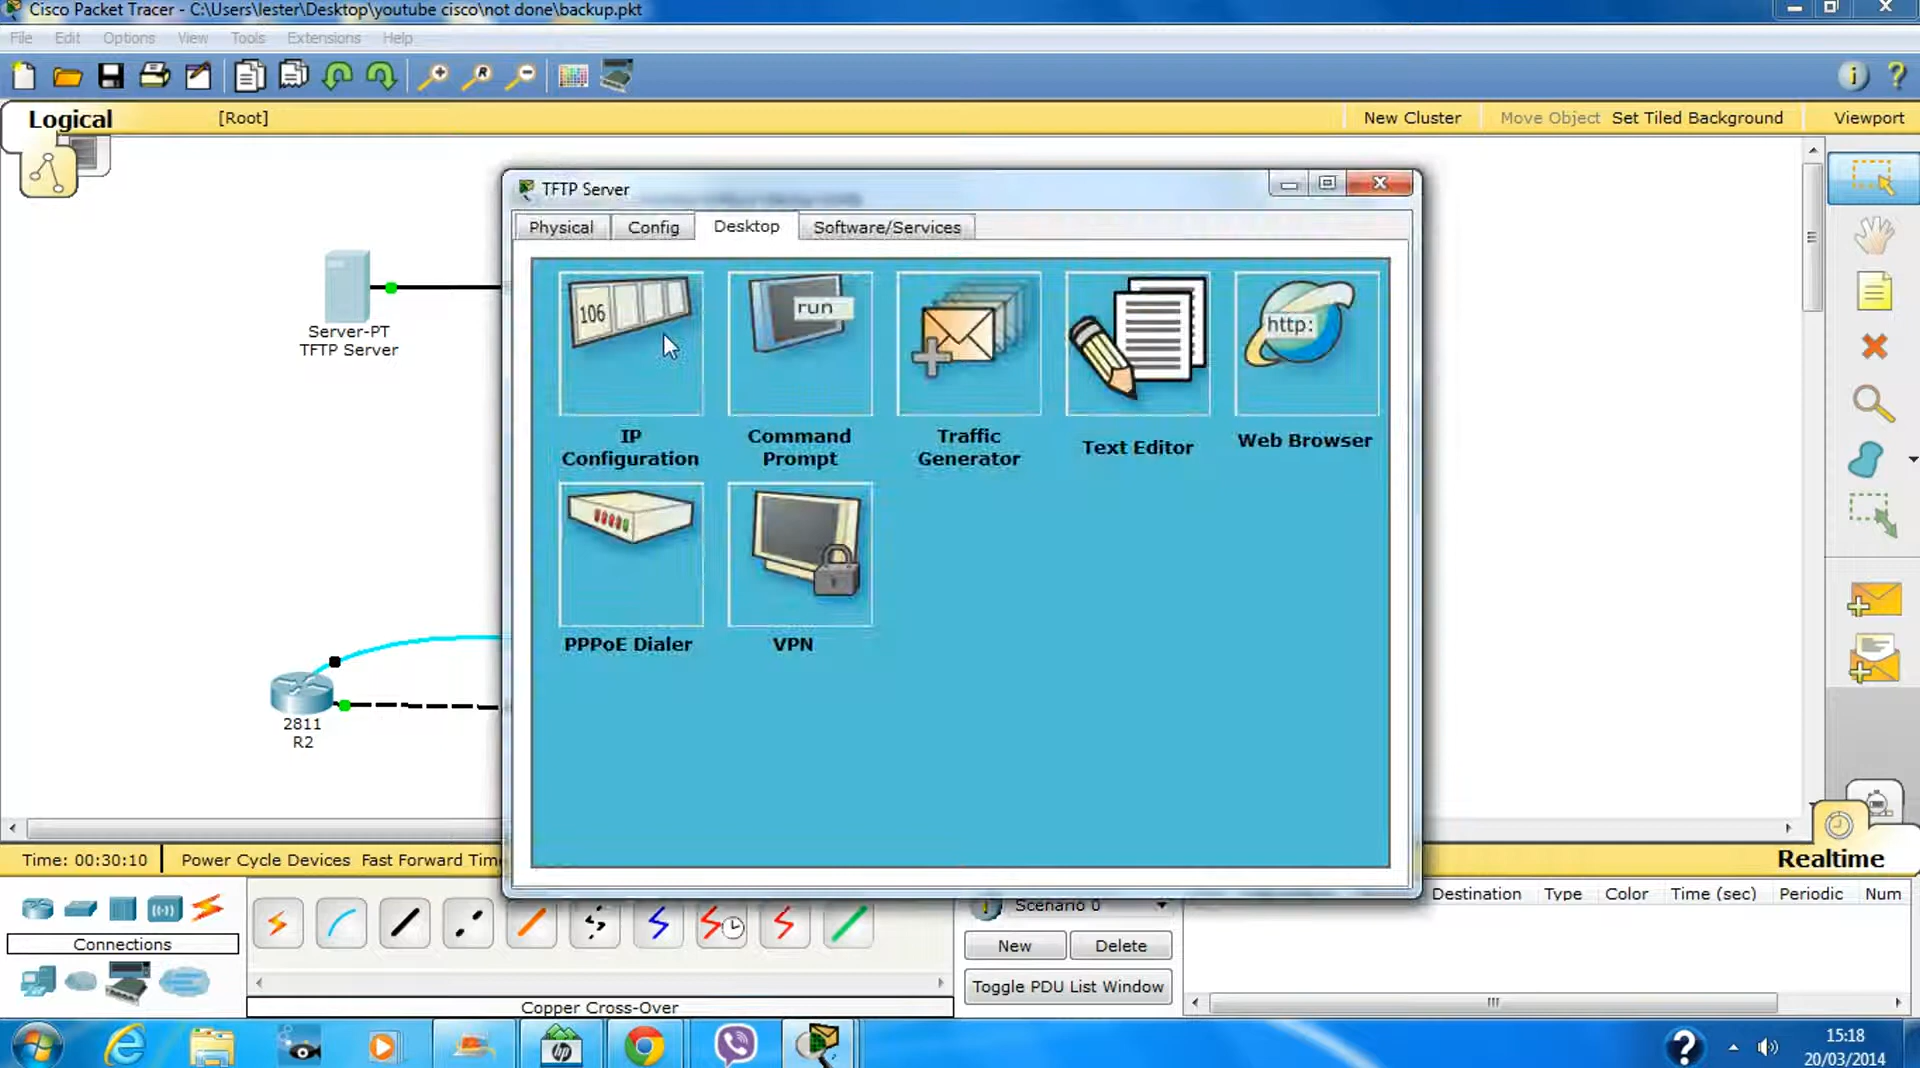 Cisco Packet Tracer - C:\Users\lester\Desktop\youtube cisco\not done\backup.pkt
File Edit Options View Tools Extensions Help
Logical
[Root]
New Cluster
Move Object
Set Tiled Background
Viewport
TFTP Server
Physical
Config
Desktop
Software/Services
106
run
http:
IP
Configuration
Command
Prompt
Traffic
Generator
Text Editor
Web Browser
PPPoE Dialer
VPN
Server-PT
TFTP Server
2811
R2
Time: 00:30:10
Power Cycle Devices Fast Forward Tim
Realtime
Scenario 0
New
Delete
Toggle PDU List Window
Destination Type Color Time (sec) Periodic Num
Connections
Copper Cross-Over
15:18
20/03/2014